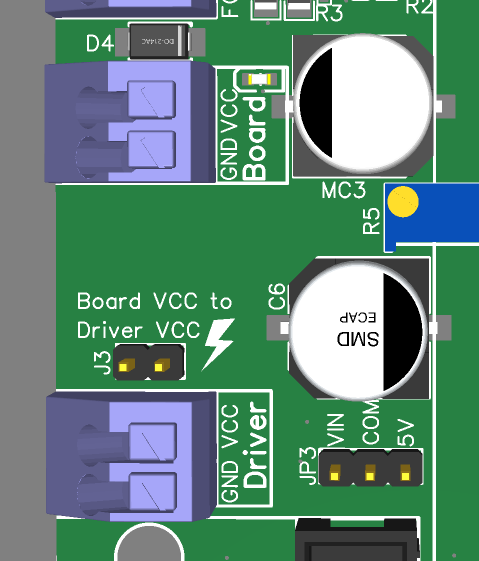 R3
R2
D4
DO-214AC
GND VCC
Board
MC3
R5
C6
Board VCC to
Driver VCC
J3
SMD
ECAP
GND VCC
Driver
JP3
VIN
COM
5V